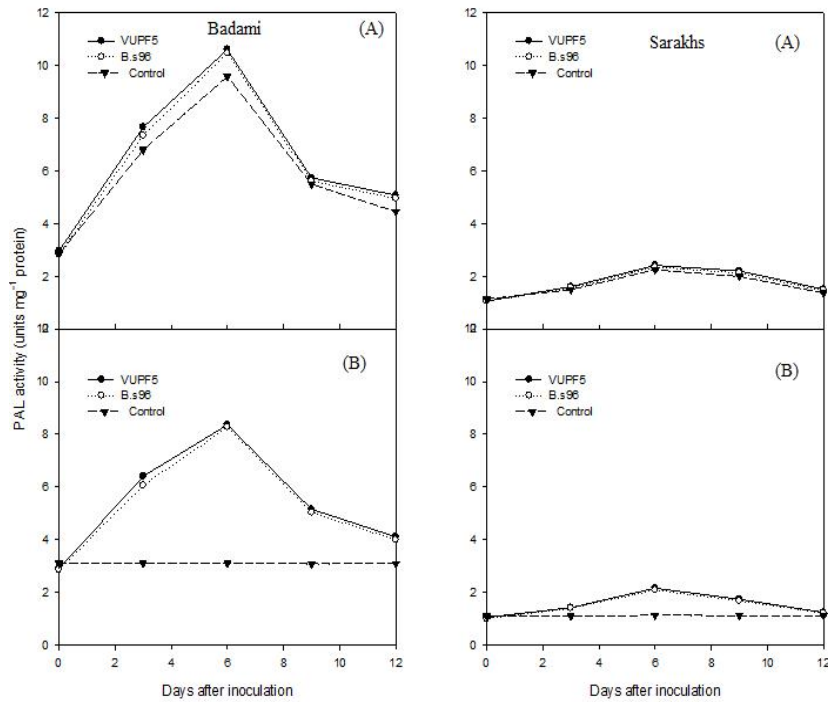 Badami
(A)
VUPF5
B.s96
Control
12
10
8
6
4
2
Sarakhs
(A)
VUPF5
B.s96
Control
12
10
8
6
4
2
PAL activity (units mg⁻¹ protein)
(B)
VUPF5
B.s96
Control
10
8
6
4
2
0
0 2 4 6 8 10 12
Days after inoculation
(B)
VUPF5
B.s96
Control
10
8
6
4
2
0
0 2 4 6 8 10 12
Days after inoculation